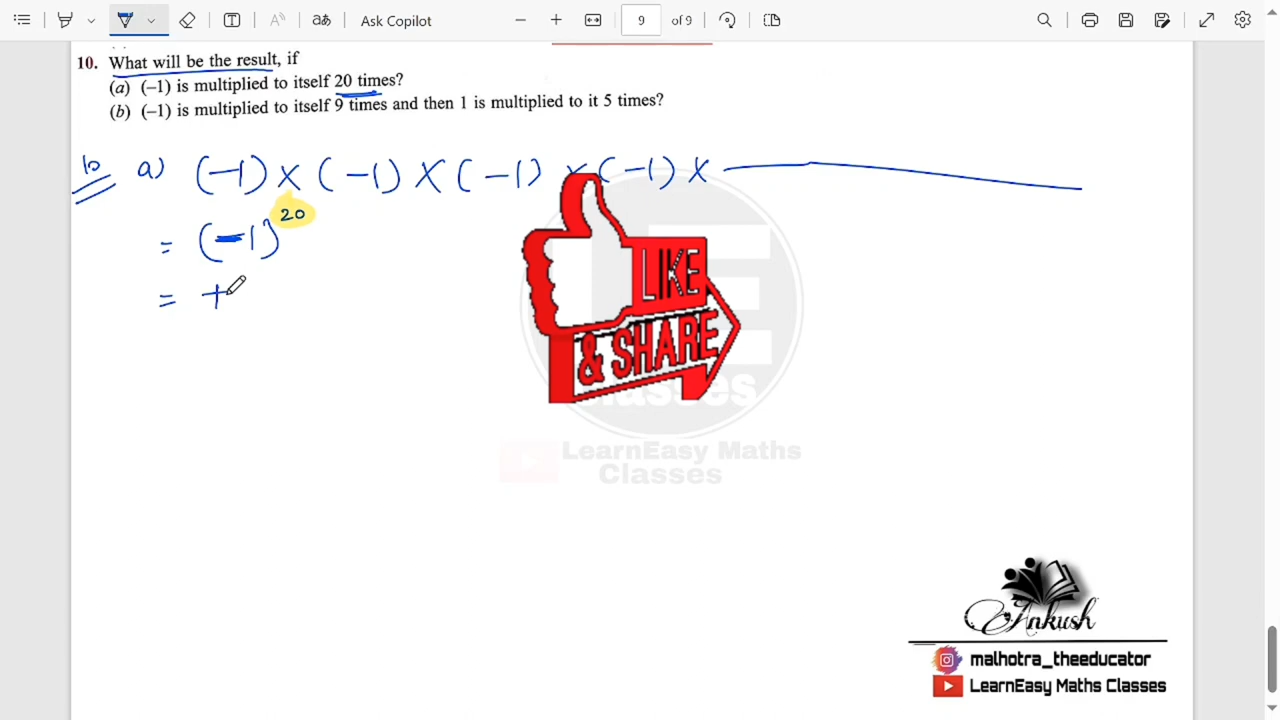 Ask Copilot
9 of 9
10. What will be the result, if
(a) (–1) is multiplied to itself 20 times?
(b) (–1) is multiplied to itself 9 times and then 1 is multiplied to it 5 times?
10 a) (-1) × (-1) × (-1) × (-1) ×
= (-1)^20
= +
LIKE
& SHARE
classes
LearnEasy Maths
Classes
Ankush
malhotra_theeducator
LearnEasy Maths Classes